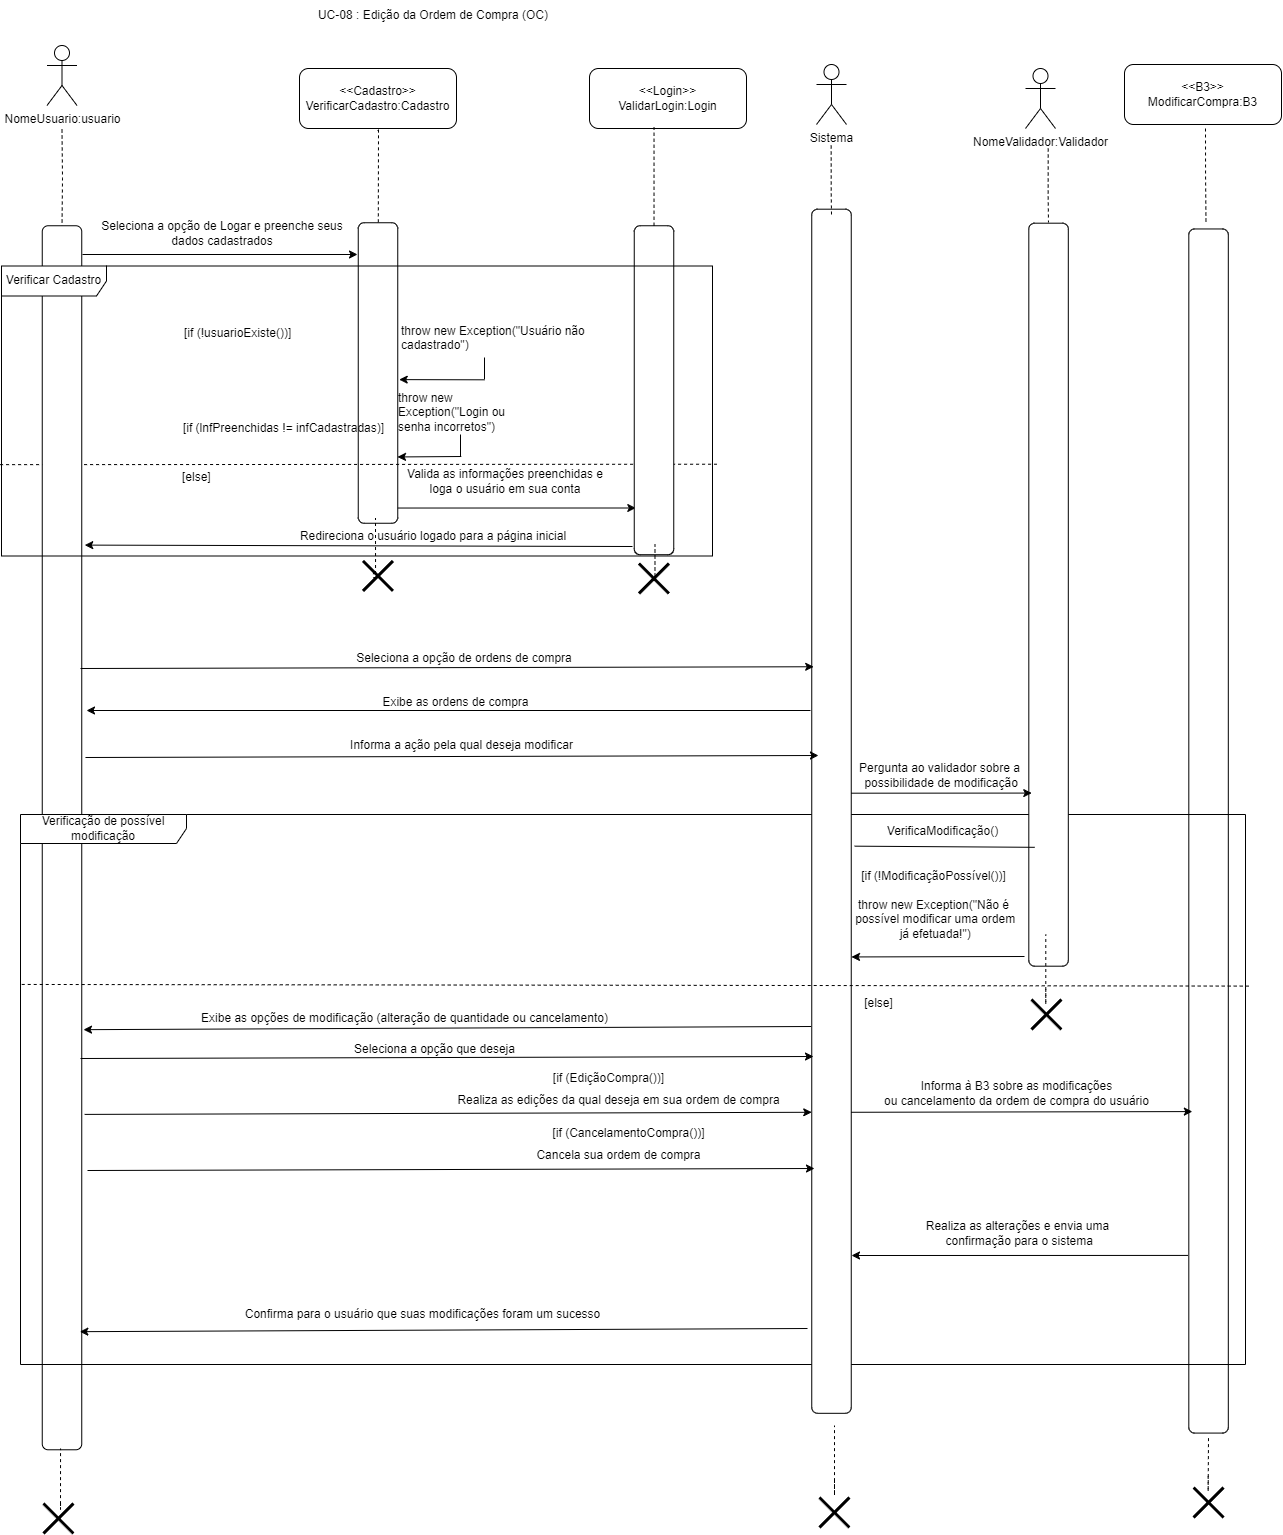 UC-08 : Edição da Ordem de Compra (OC)
NomeUsuario:usuario
<<Cadastro>>
VerificarCadastro:Cadastro
<<Login>>
ValidarLogin:Login
Sistema
NomeValidador:Validador
<<B3>>
ModificarCompra:B3
Seleciona a opção de Logar e preenche seus
dados cadastrados
Verificar Cadastro
[if (!usuarioExiste())]
throw new Exception("Usuário não
cadastrado")
throw new
Exception("Login ou
senha incorretos")
[if (InfPreenchidas != infCadastradas)]
[else]
Valida as informações preenchidas e
loga o usuário em sua conta
Redireciona o usuário logado para a página inicial
Seleciona a opção de ordens de compra
Exibe as ordens de compra
Informa a ação pela qual deseja modificar
Pergunta ao validador sobre a
possibilidade de modificação
Verificação de possível
modificação
VerificaModificação()
[if (!ModificaçãoPossível())]
throw new Exception("Não é
possível modificar uma ordem
já efetuada!")
[else]
Exibe as opções de modificação (alteração de quantidade ou cancelamento)
Seleciona a opção que deseja
[if (EdiçãoCompra())]
Realiza as edições da qual deseja em sua ordem de compra
Informa à B3 sobre as modificações
ou cancelamento da ordem de compra do usuário
[if (CancelamentoCompra())]
Cancela sua ordem de compra
Realiza as alterações e envia uma
confirmação para o sistema
Confirma para o usuário que suas modificações foram um sucesso